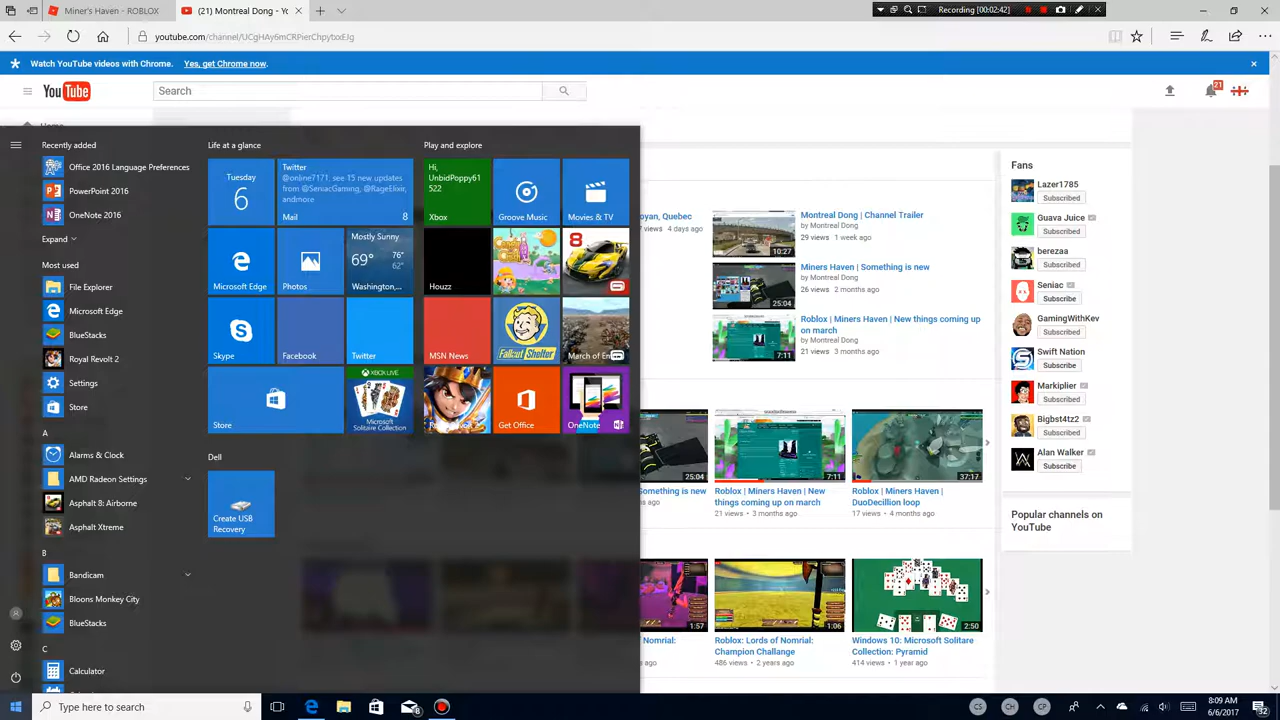 Miner's Haven - ROBLOX
(21) Montreal Dong - Yo
Recording [00:02:42]
youtube.com/channel/UCgHAy6mCRPierChpytxxEJg
Watch YouTube videos with Chrome. Yes, get Chrome now.
YouTube
Search
21
Home
Recently added
Office 2016 Language Preferences
PowerPoint 2016
OneNote 2016
Expand
Most used
File Explorer
Microsoft Edge
BlueStacks
Royal Revolt 2
Settings
Store
A
Alarms & Clock
AMD Radeon Settings
Asphalt Xtreme
B
Bandicam
Bloons Monkey City
BlueStacks
C
Calculator
Life at a glance
Tuesday
6
Twitter
@online7171, see 15 new updates
from @SeniacGaming, @RageElixir,
andmore
Mail 8
Microsoft Edge
Photos
Mostly Sunny
76°
62°
Washington,...
Skype
Facebook
Twitter
Store
XBOX LIVE
Microsoft
Solitaire Collection
Dell
Create USB
Recovery
Play and explore
Hi,
UnbidPoppy61
522
Xbox
Groove Music
Movies & TV
Houzz
8
MSN News
Fallout Shelter
March of Em
Get Office
OneNote
oyan, Quebec
views 4 days ago
10:27
Montreal Dong | Channel Trailer
by Montreal Dong
29 views 1 week ago
25:04
Miners Haven | Something is new
by Montreal Dong
26 views 2 months ago
7:11
Roblox | Miners Haven | New things coming up
on march
by Montreal Dong
21 views 3 months ago
25:04
Something is new
ago
7:11
Roblox | Miners Haven | New
things coming up on march
21 views • 3 months ago
37:17
Roblox | Miners Haven |
DuoDecillion loop
17 views • 4 months ago
1:57
Nomrial:
ago
1:06
Roblox: Lords of Nomrial:
Champion Challange
486 views • 2 years ago
2:50
Windows 10: Microsoft Solitare
Collection: Pyramid
414 views • 1 year ago
Fans
Lazer1785
Subscribed
Guava Juice
Subscribed
berezaa
Subscribed
Seniac
Subscribe
GamingWithKev
Subscribed
Swift Nation
Subscribe
Markiplier
Subscribed
Bigbst4tz2
Subscribed
Alan Walker
Subscribe
Popular channels on
YouTube
Type here to search
CS
CH
CP
8:09 AM
6/6/2017
32